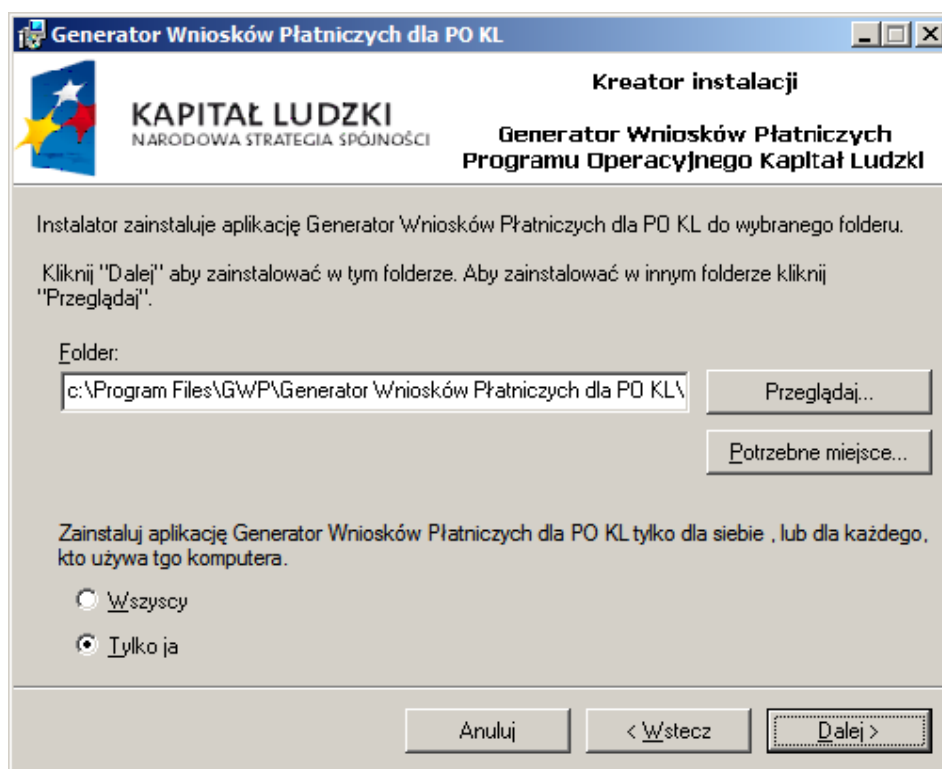 Generator Wniosków Płatniczych dla PO KL
KAPITAŁ LUDZKI
NARODOWA STRATEGIA SPÓJNOŚCI
Kreator instalacji
Generator Wniosków Płatniczych
Programu Operacyjnego Kapitał Ludzki
Instalator zainstaluje aplikację Generator Wniosków Płatniczych dla PO KL do wybranego folderu.
Kliknij "Dalej" aby zainstalować w tym folderze. Aby zainstalować w innym folderze kliknij
"Przeglądaj".
Folder:
c:\Program Files\GWP\Generator Wniosków Płatniczych dla PO KL\
Przeglądaj...
Potrzebne miejsce...
Zainstaluj aplikację Generator Wniosków Płatniczych dla PO KL tylko dla siebie , lub dla każdego,
kto używa tgo komputera.
Wszyscy
Tylko ja
Anuluj
< Wstecz
Dalej >